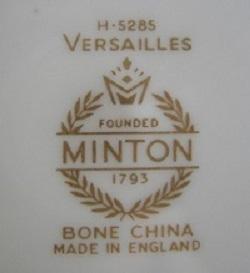 H-5285
VERSAILLES
FOUNDED
MINTON
1793
BONE CHINA
MADE IN ENGLAND